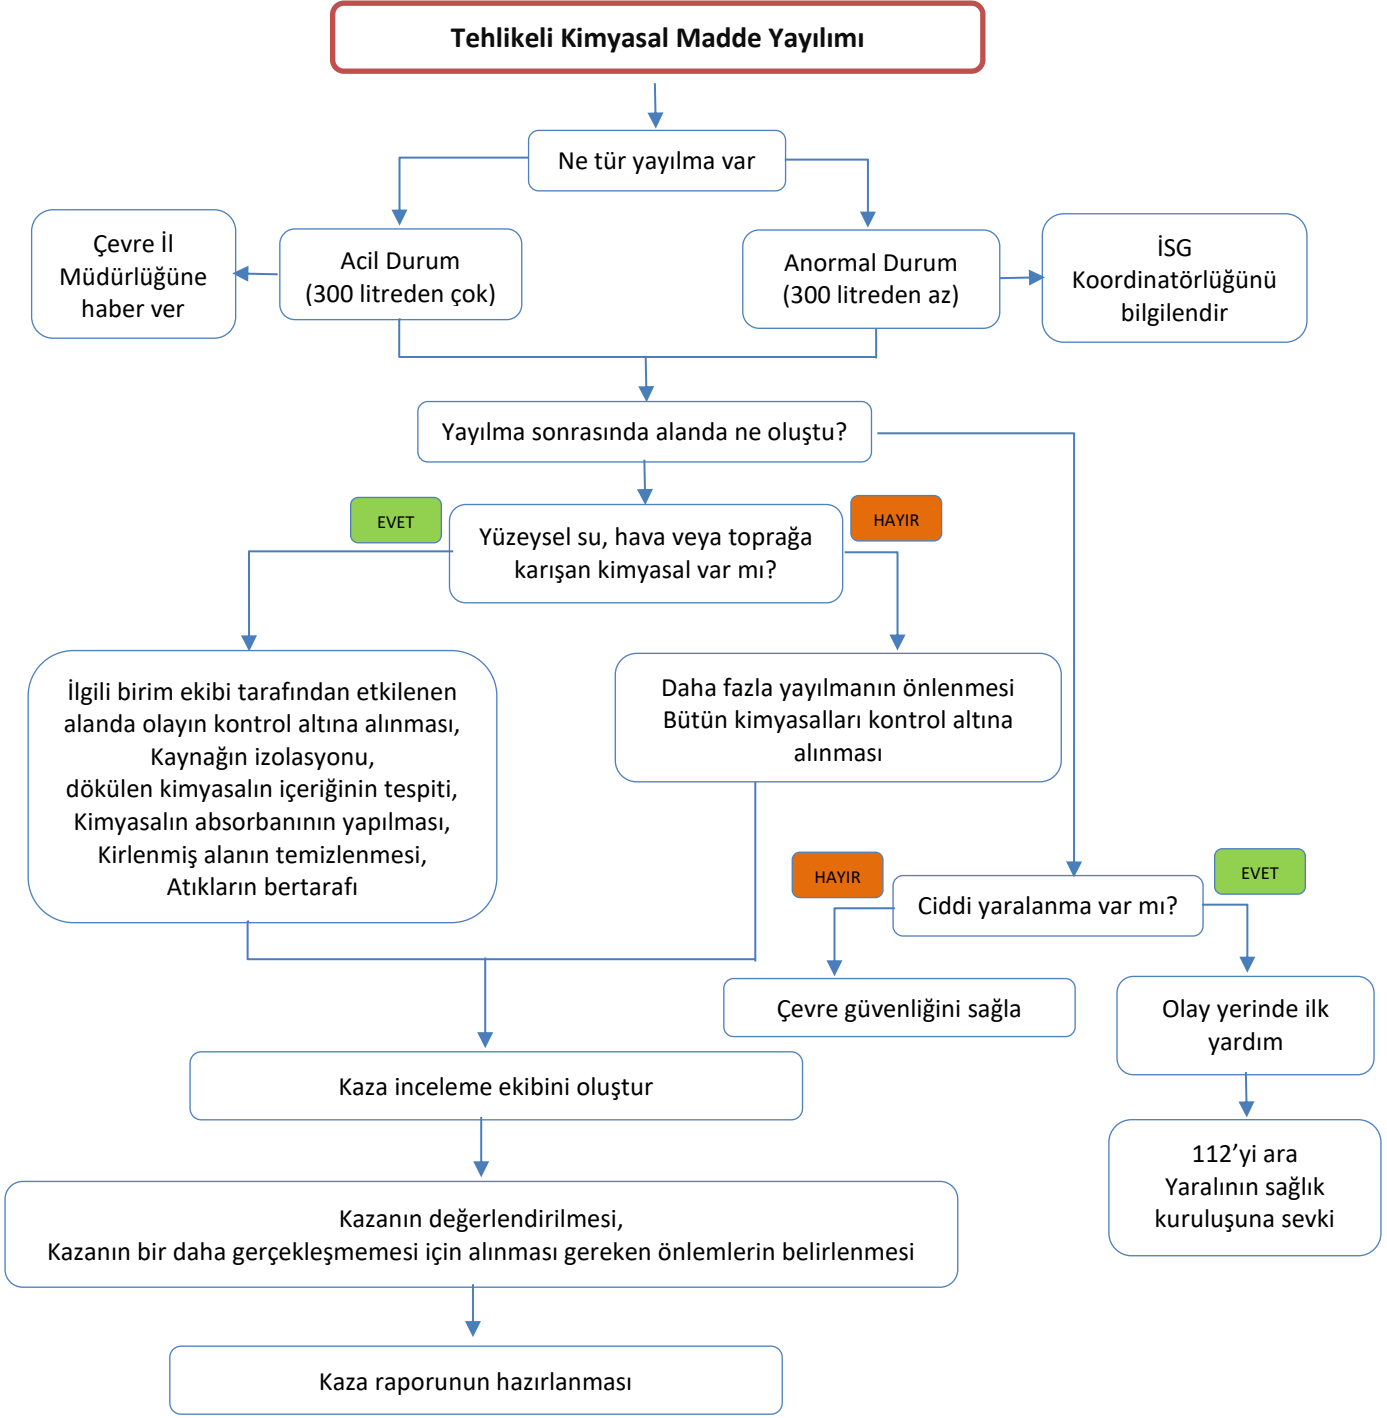 Tehlikeli Kimyasal Madde Yayılımı
Ne tür yayılma var
Çevre İl
Müdürlüğüne
haber ver
Acil Durum
(300 litreden çok)
Anormal Durum
(300 litreden az)
İSG
Koordinatörlüğünü
bilgilendir
Yayılma sonrasında alanda ne oluştu?
EVET
HAYIR
Yüzeysel su, hava veya toprağa
karışan kimyasal var mı?
İlgili birim ekibi tarafından etkilenen
alanda olayın kontrol altına alınması,
Kaynağın izolasyonu,
dökülen kimyasalın içeriğinin tespiti,
Kimyasalın absorbanının yapılması,
Kirlenmiş alanın temizlenmesi,
Atıkların bertarafı
Daha fazla yayılmanın önlenmesi
Bütün kimyasalları kontrol altına
alınması
HAYIR
EVET
Ciddi yaralanma var mı?
Çevre güvenliğini sağla
Olay yerinde ilk
yardım
Kaza inceleme ekibini oluştur
112’yi ara
Yaralının sağlık
kuruluşuna sevki
Kazanın değerlendirilmesi,
Kazanın bir daha gerçekleşmemesi için alınması gereken önlemlerin belirlenmesi
Kaza raporunun hazırlanması